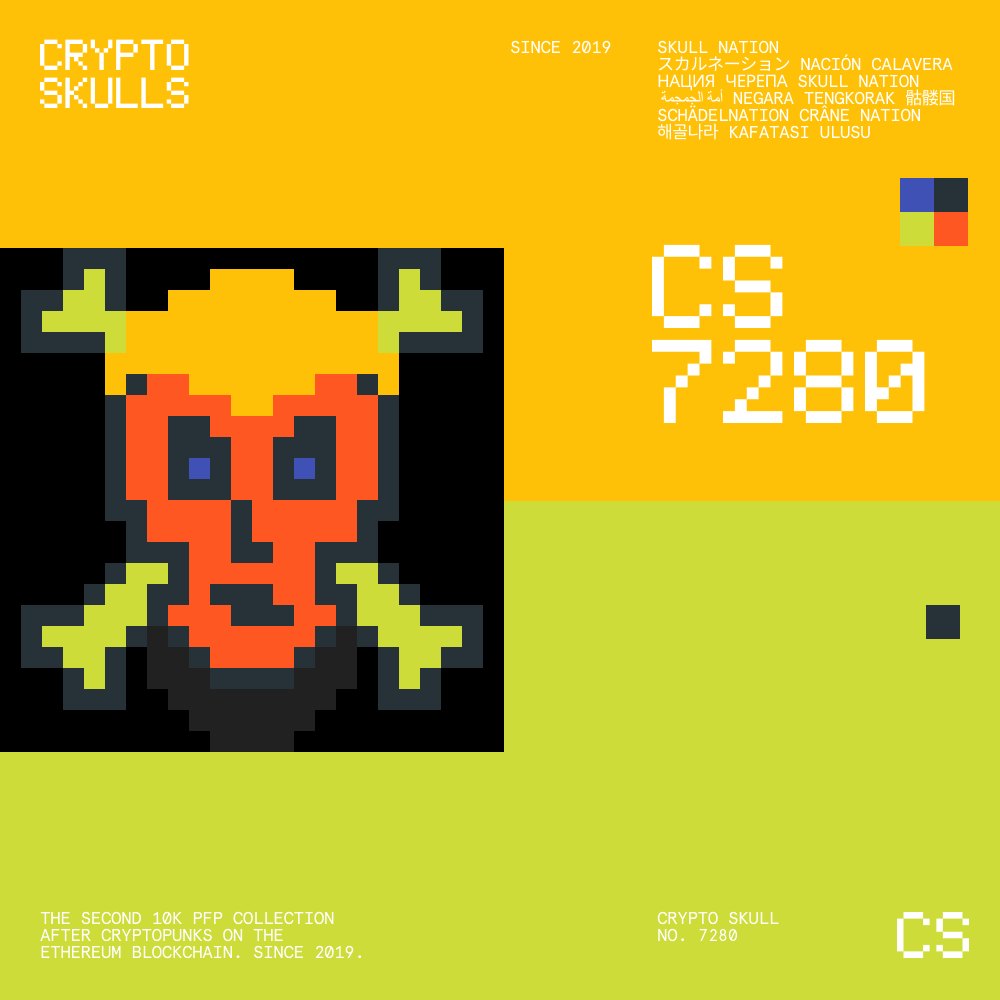 CRYPTO
SKULLS
SINCE 2019
SKULL NATION
スカルネーション NACIÓN CALAVERA
НАЦИЯ ЧЕРЕПА SKULL NATION
أمة الجمجمة NEGARA TENGKORAK 骷髅国
SCHÄDELNATION CRÂNE NATION
해골나라 KAFATASI ULUSU
CS
7280
THE SECOND 10K PFP COLLECTION
AFTER CRYPTOPUNKS ON THE
ETHEREUM BLOCKCHAIN. SINCE 2019.
CRYPTO SKULL
NO. 7280
CS